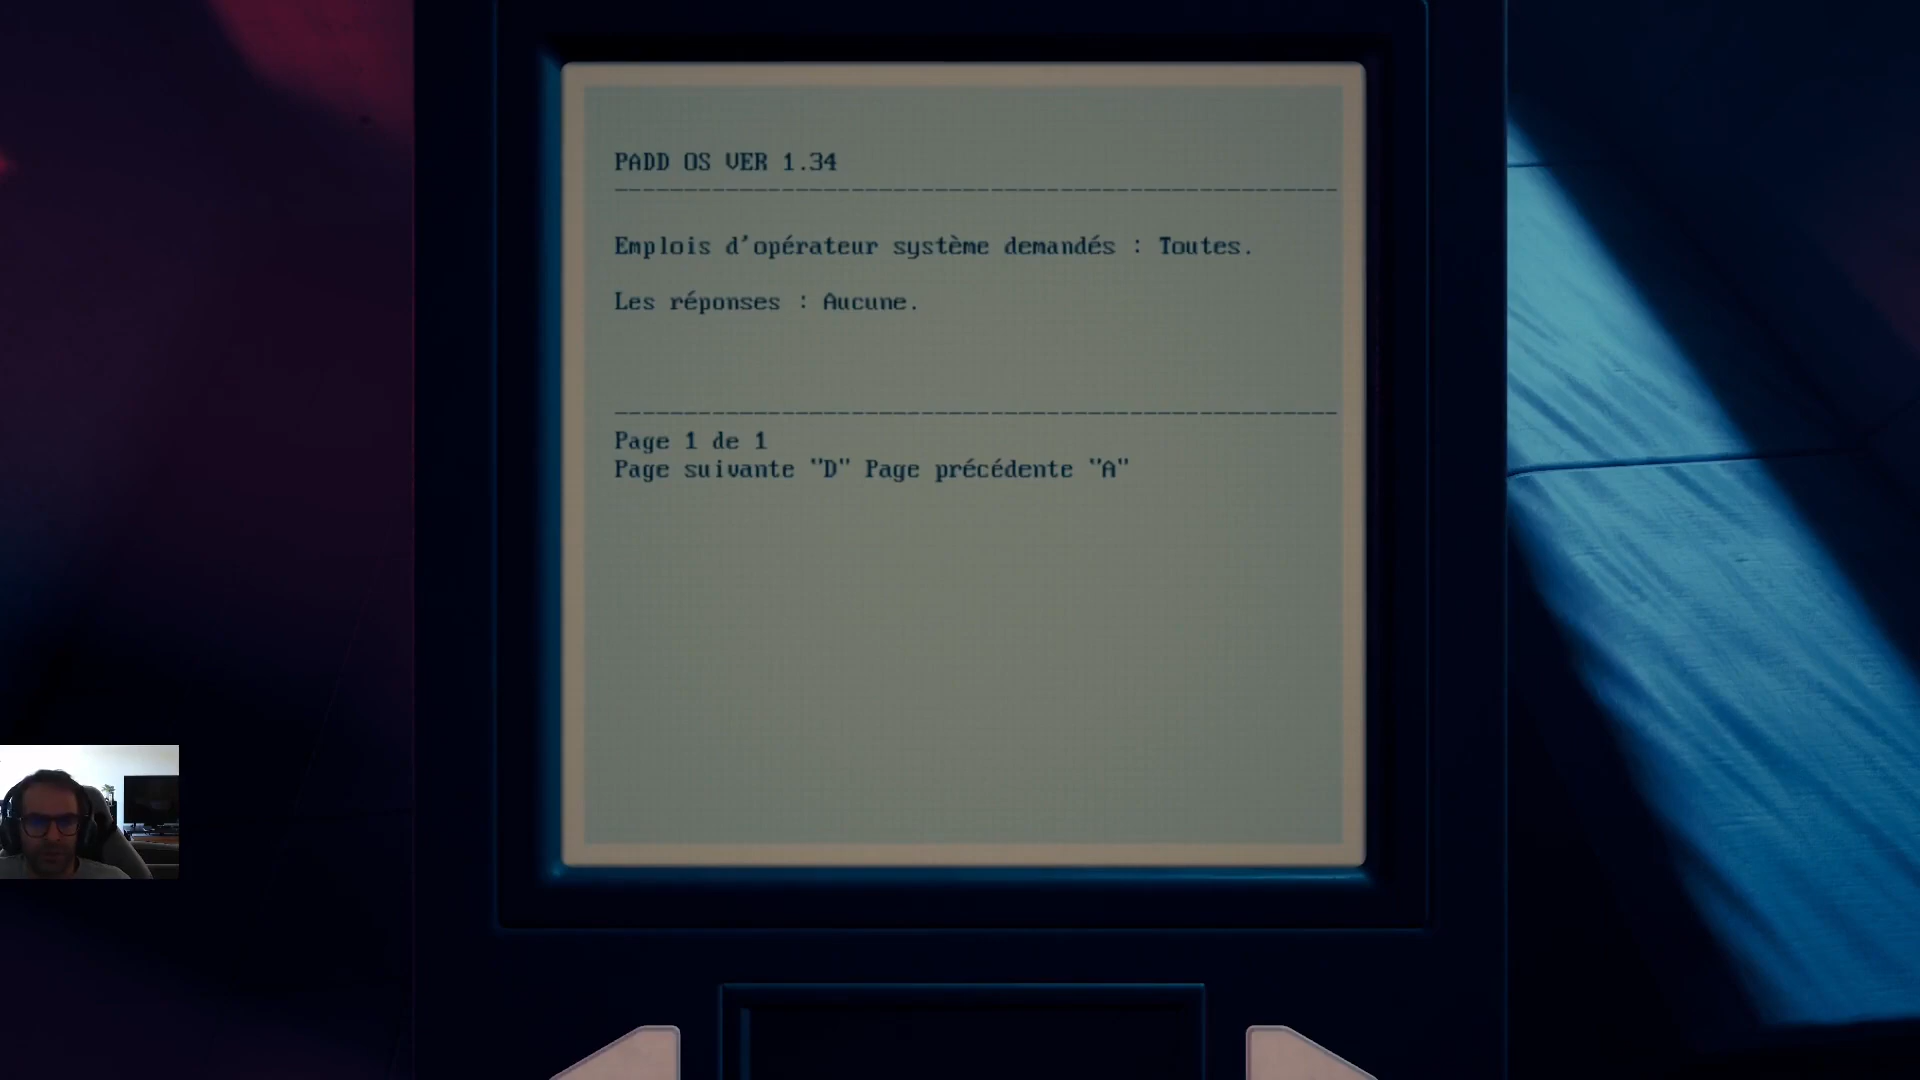 PADD OS VER 1.34
Emplois d'opérateur système demandés : Toutes.
Les réponses : Aucune.
Page 1 de 1
Page suivante "D" Page précédente "A"